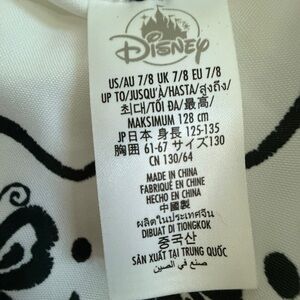 Disney
US/AU 7/8 UK 7/8 EU 7/8
UP TO/JUSQU'À/HASTA/สูงถึง/
최대/TỐI ĐA/最高/
MAKSIMUM 128 cm
JP日本 身長 125-135
胸囲 61-67 サイズ130
CN 130/64
MADE IN CHINA
FABRIQUÉ EN CHINE
HECHO EN CHINA
中國製
ผลิตในประเทศจีน
DIBUAT DI TIONGKOK
중국산
SẢN XUẤT TẠI TRUNG QUỐC
صنع في الصين